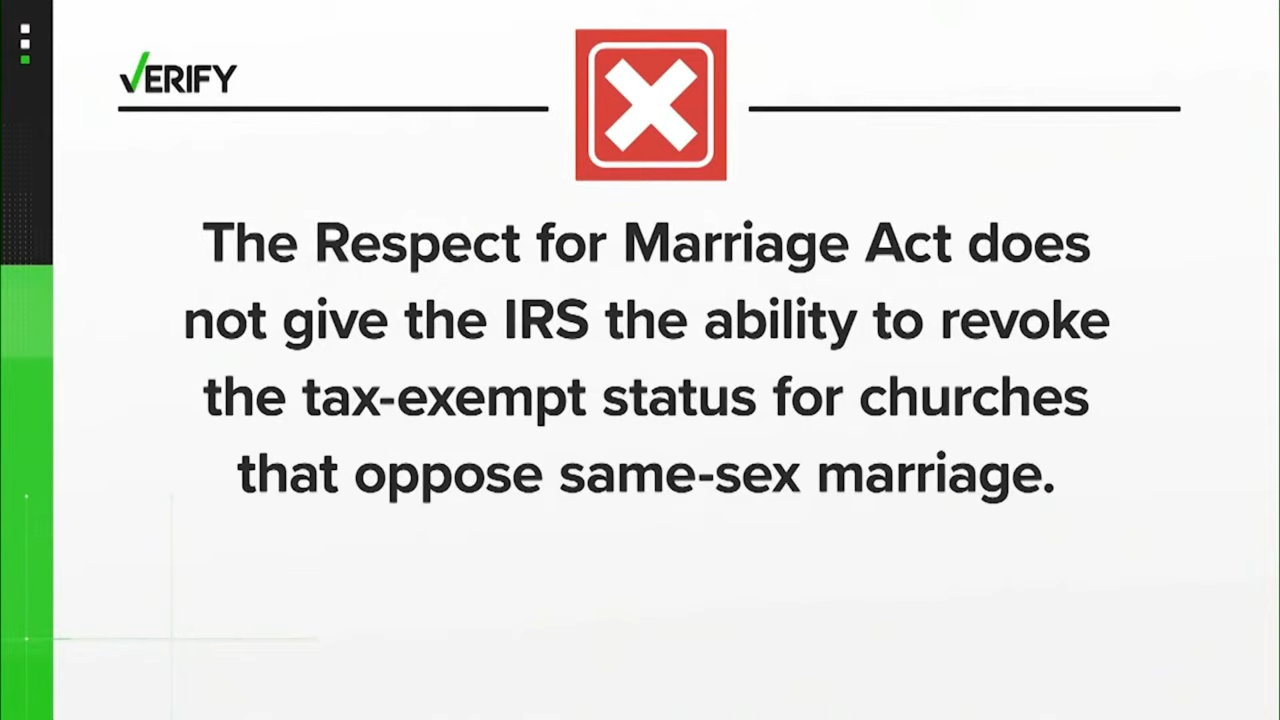 VERIFY
The Respect for Marriage Act does
not give the IRS the ability to revoke
the tax-exempt status for churches
that oppose same-sex marriage.